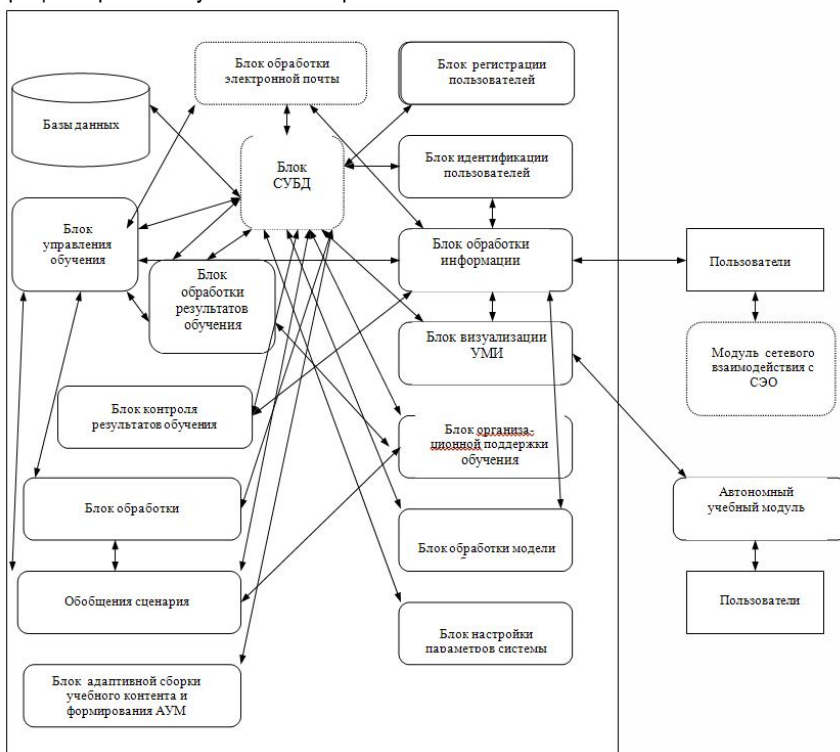 Блок обработки
электронной почты
Блок регистрации
пользователей
Базы данных
Блок
СУБД
Блок идентификации
пользователей
Блок
управления
обучения
Блок обработки
информации
Пользователи
Блок
обработки
результатов
обучения
Блок визуализации
УМИ
Модуль сетевого
взаимодействия с
СЭО
Блок контроля
результатов обучения
Блок организа-
ционной поддержки
обучения
Блок обработки
Автономный
учебный модуль
Блок обработки модели
Обобщения сценария
Пользователи
Блок настройки
параметров системы
Блок адаптивной сборки
учебного контента и
формирования АУМ